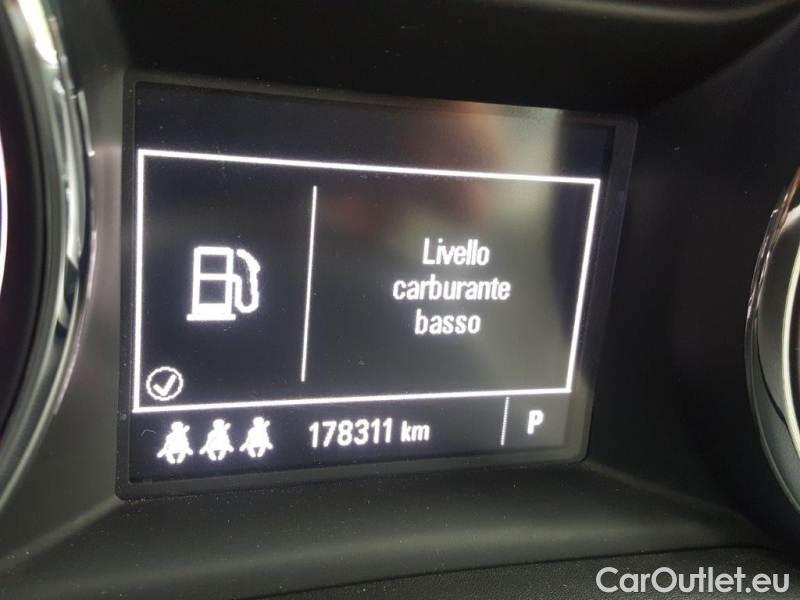 Livello
carburante
basso
178311 km
P
CarOutlet.eu